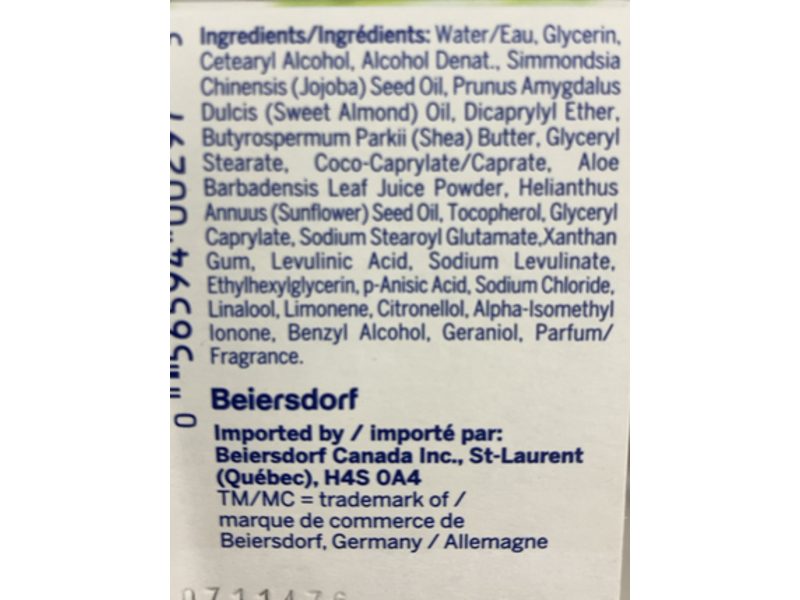 Ingredients/Ingrédients: Water/Eau, Glycerin,
Cetearyl Alcohol, Alcohol Denat., Simmondsia
Chinensis (Jojoba) Seed Oil, Prunus Amygdalus
Dulcis (Sweet Almond) Oil, Dicaprylyl Ether,
Butyrospermum Parkii (Shea) Butter, Glyceryl
Stearate, Coco-Caprylate/Caprate, Aloe
Barbadensis Leaf Juice Powder, Helianthus
Annuus (Sunflower) Seed Oil, Tocopherol, Glyceryl
Caprylate, Sodium Stearoyl Glutamate,Xanthan
Gum, Levulinic Acid, Sodium Levulinate,
Ethylhexylglycerin, p-Anisic Acid, Sodium Chloride,
Linalool, Limonene, Citronellol, Alpha-Isomethyl
Ionone, Benzyl Alcohol, Geraniol, Parfum/
Fragrance.
Beiersdorf
Imported by / importé par:
Beiersdorf Canada Inc., St-Laurent
(Québec), H4S 0A4
TM/MC = trademark of /
marque de commerce de
Beiersdorf, Germany / Allemagne